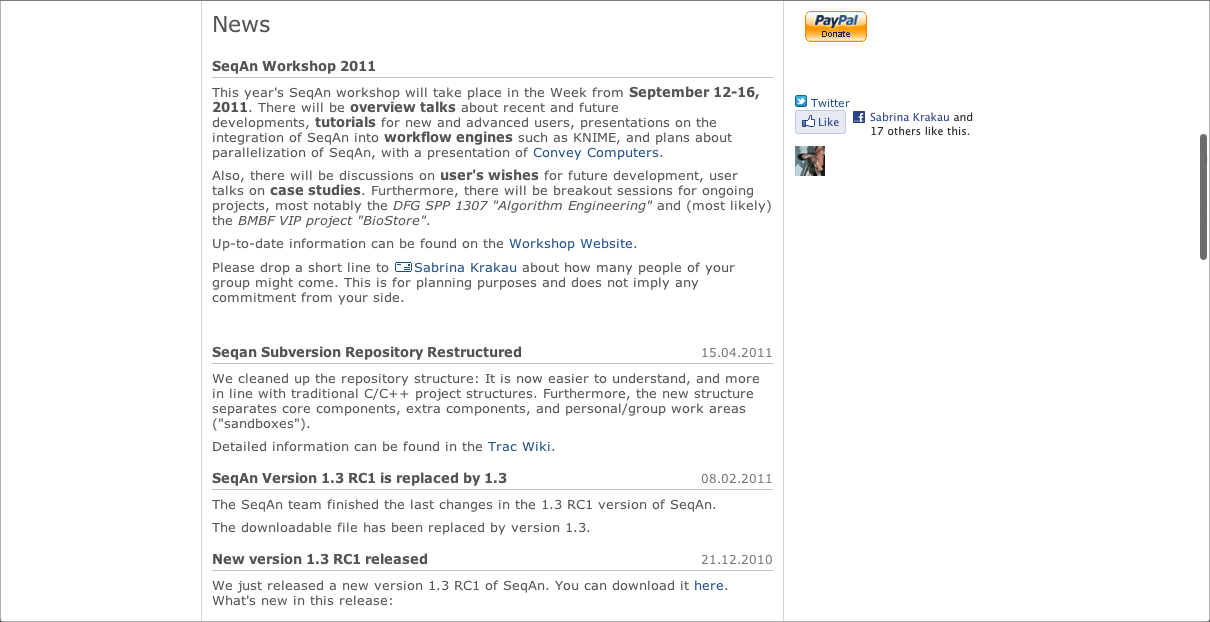 News
SeqAn Workshop 2011
This year's SeqAn workshop will take place in the Week from September 12-16,
2011. There will be overview talks about recent and future
developments, tutorials for new and advanced users, presentations on the
integration of SeqAn into workflow engines such as KNIME, and plans about
parallelization of SeqAn, with a presentation of Convey Computers.
Also, there will be discussions on user's wishes for future development, user
talks on case studies. Furthermore, there will be breakout sessions for ongoing
projects, most notably the DFG SPP 1307 "Algorithm Engineering" and (most likely)
the BMBF VIP project "BioStore".
Up-to-date information can be found on the Workshop Website.
Please drop a short line to Sabrina Krakau about how many people of your
group might come. This is for planning purposes and does not imply any
commitment from your side.
Seqan Subversion Repository Restructured 15.04.2011
We cleaned up the repository structure: It is now easier to understand, and more
in line with traditional C/C++ project structures. Furthermore, the new structure
separates core components, extra components, and personal/group work areas
("sandboxes").
Detailed information can be found in the Trac Wiki.
SeqAn Version 1.3 RC1 is replaced by 1.3 08.02.2011
The SeqAn team finished the last changes in the 1.3 RC1 version of SeqAn.
The downloadable file has been replaced by version 1.3.
New version 1.3 RC1 released 21.12.2010
We just released a new version 1.3 RC1 of SeqAn. You can download it here.
What's new in this release:
PayPal
Donate
Twitter
Like
Sabrina Krakau and
17 others like this.